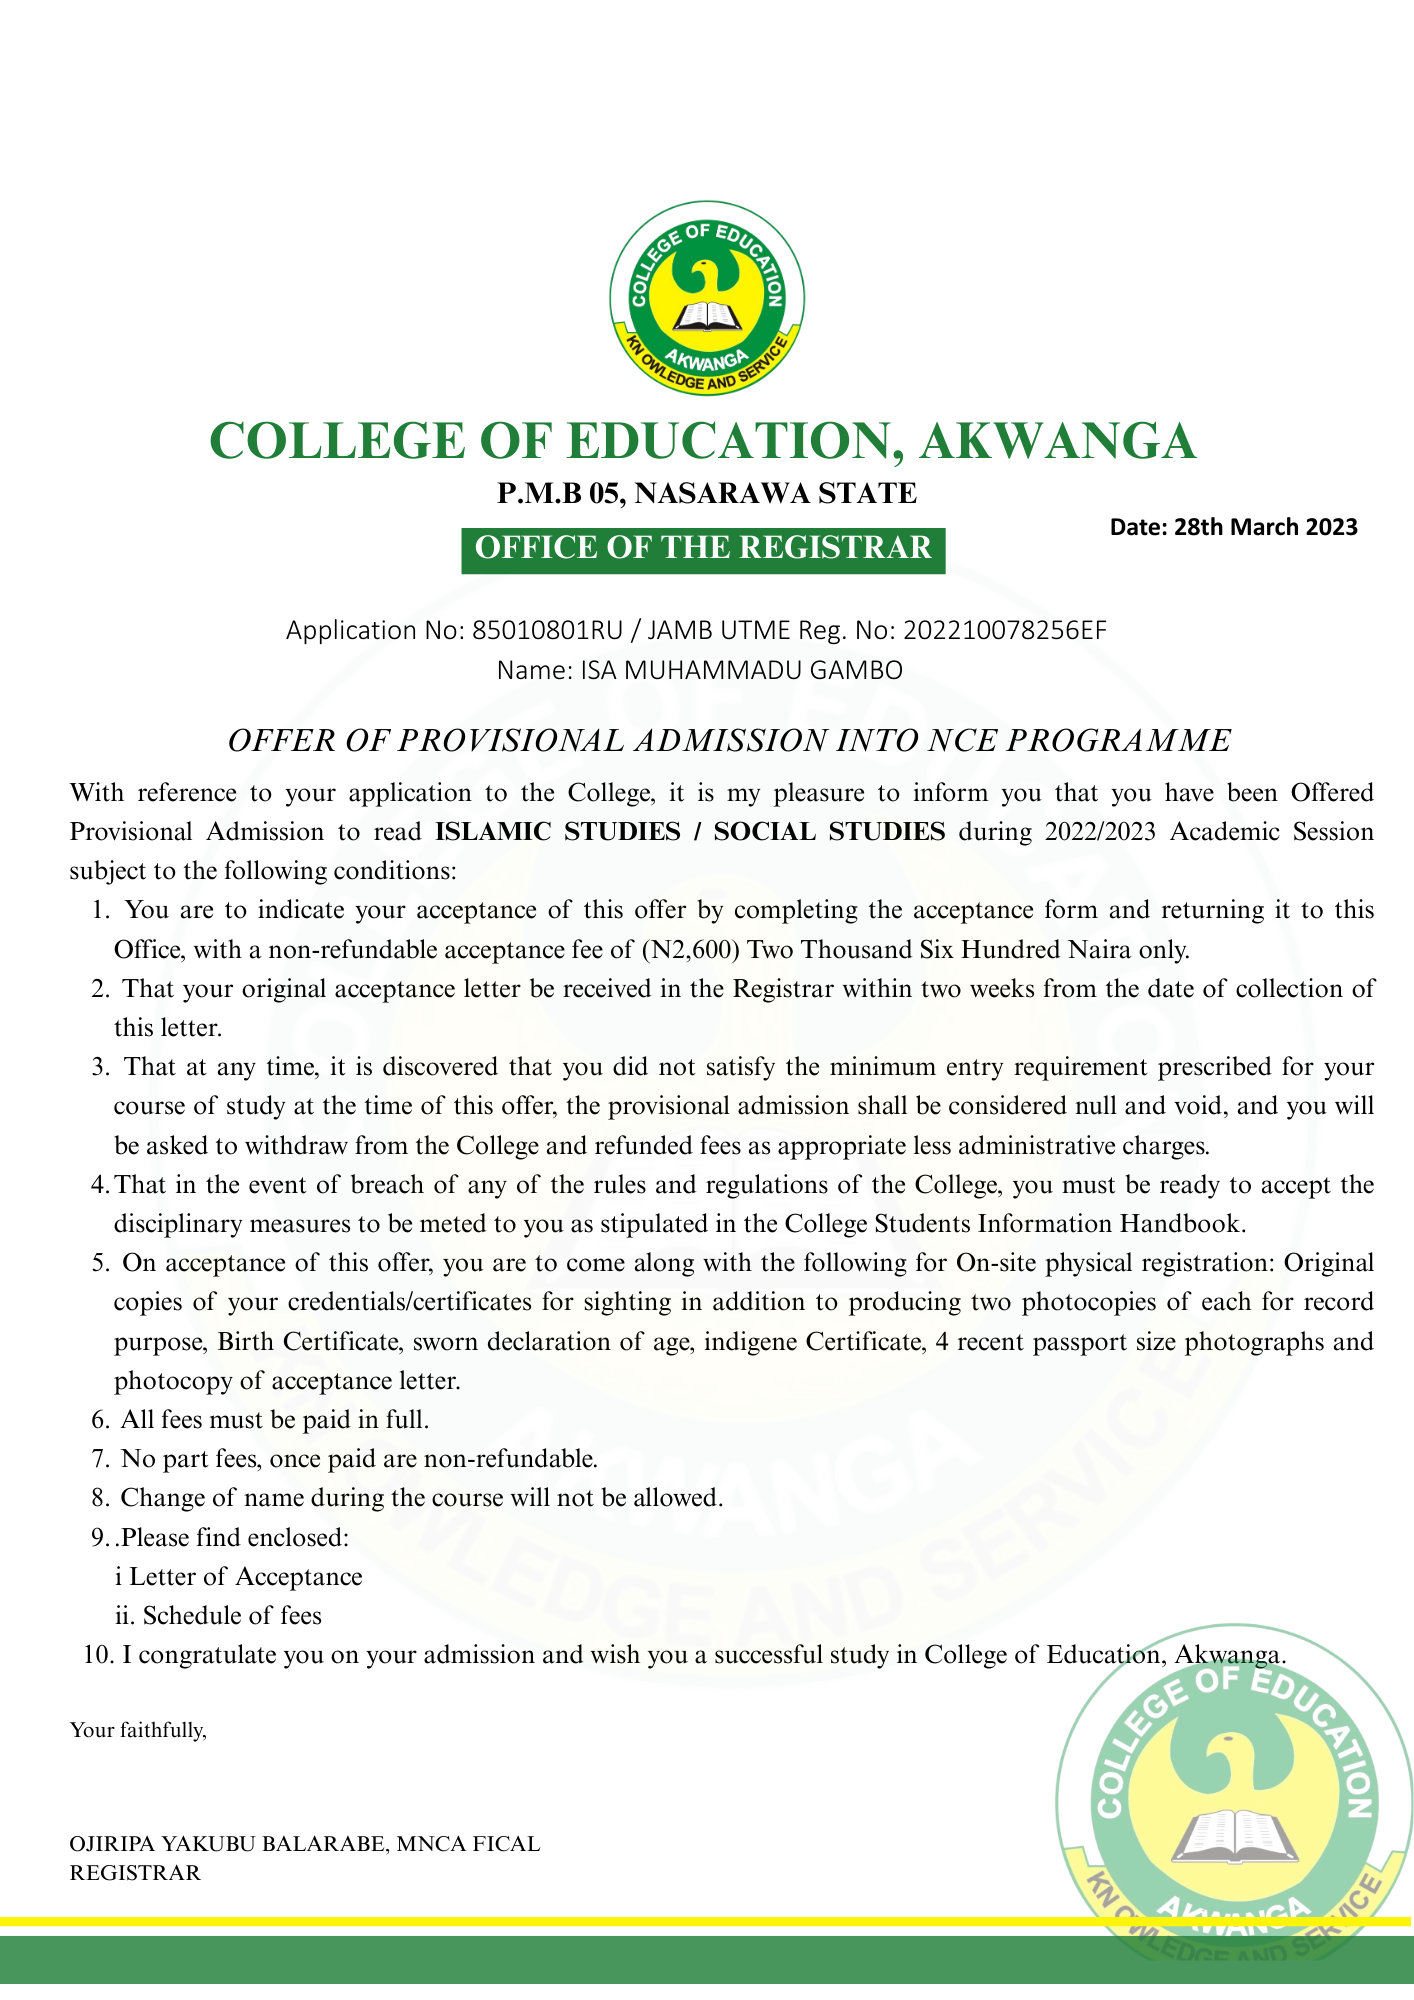 COLLEGE OF EDUCATION
AKWANGA
KN OWLEDGE AND SERVICE
COLLEGE OF EDUCATION, AKWANGA
P.M.B 05, NASARAWA STATE
Date: 28th March 2023
OFFICE OF THE REGISTRAR
Application No: 85010801RU / JAMB UTME Reg. No: 202210078256EF
Name: ISA MUHAMMADU GAMBO
OFFER OF PROVISIONAL ADMISSION INTO NCE PROGRAMME
With reference to your application to the College, it is my pleasure to inform you that you have been Offered
Provisional Admission to read ISLAMIC STUDIES / SOCIAL STUDIES during 2022/2023 Academic Session
subject to the following conditions:
1. You are to indicate your acceptance of this offer by completing the acceptance form and returning it to this
Office, with a non-refundable acceptance fee of (N2,600) Two Thousand Six Hundred Naira only.
2. That your original acceptance letter be received in the Registrar within two weeks from the date of collection of
this letter.
3. That at any time, it is discovered that you did not satisfy the minimum entry requirement prescribed for your
course of study at the time of this offer, the provisional admission shall be considered null and void, and you will
be asked to withdraw from the College and refunded fees as appropriate less administrative charges.
4. That in the event of breach of any of the rules and regulations of the College, you must be ready to accept the
disciplinary measures to be meted to you as stipulated in the College Students Information Handbook.
5. On acceptance of this offer, you are to come along with the following for On-site physical registration: Original
copies of your credentials/certificates for sighting in addition to producing two photocopies of each for record
purpose, Birth Certificate, sworn declaration of age, indigene Certificate, 4 recent passport size photographs and
photocopy of acceptance letter.
6. All fees must be paid in full.
7. No part fees, once paid are non-refundable.
8. Change of name during the course will not be allowed.
9. .Please find enclosed:
i Letter of Acceptance
ii. Schedule of fees
10. I congratulate you on your admission and wish you a successful study in College of Education, Akwanga.
Your faithfully,
OJIRIPA YAKUBU BALARABE, MNCA FICAL
REGISTRAR
COLLEGE OF EDUCATION
AKWANGA
KN OWLEDGE AND SERVICE